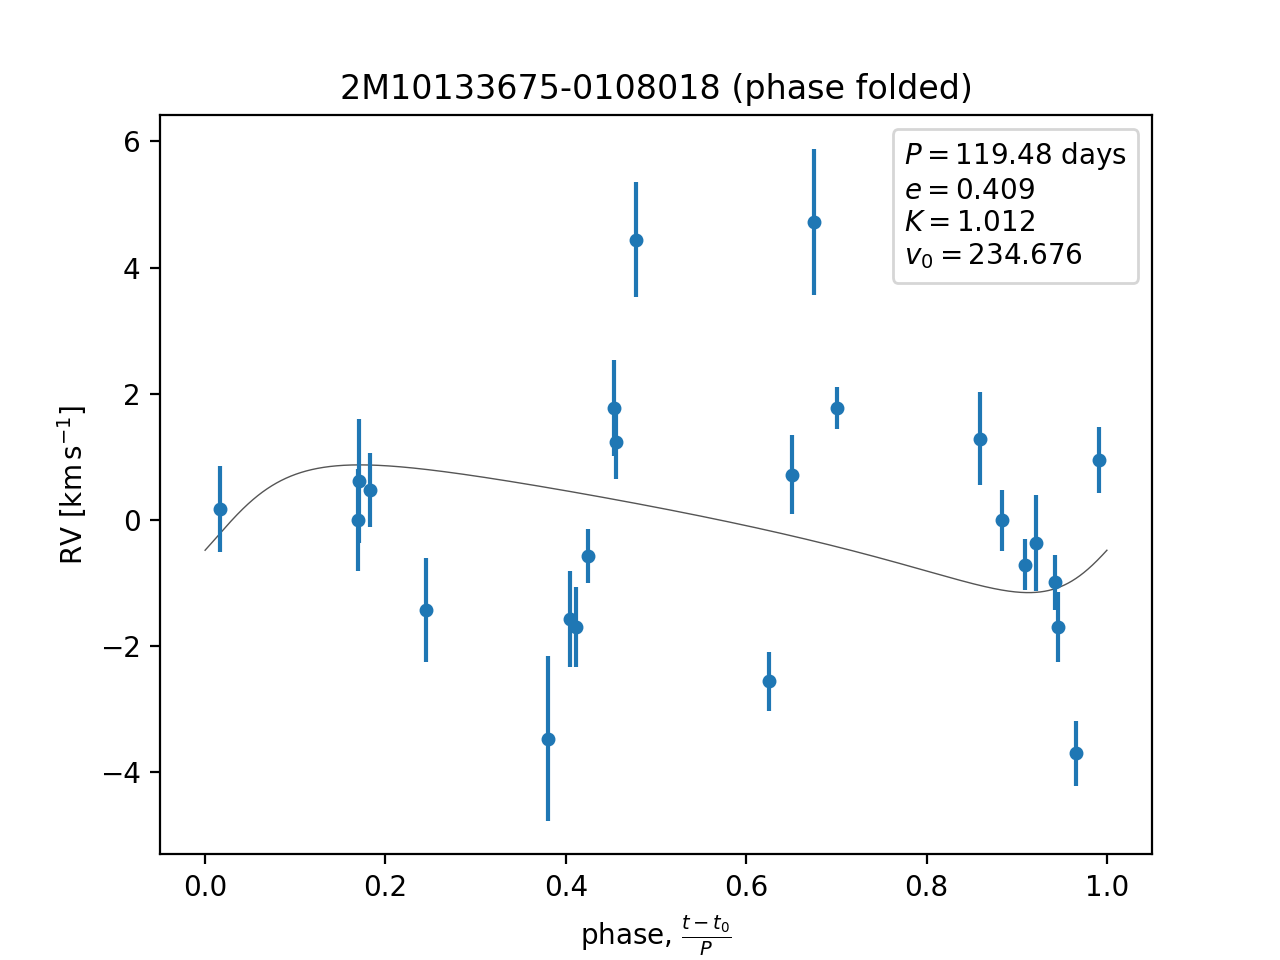 2M10133675-0108018 (phase folded)
P = 119.48 days
e = 0.409
K = 1.012
v₀ = 234.676
6
4
2
0
−2
−4
RV [km s⁻¹]
0.0 0.2 0.4 0.6 0.8 1.0
phase, (t − t₀)/P